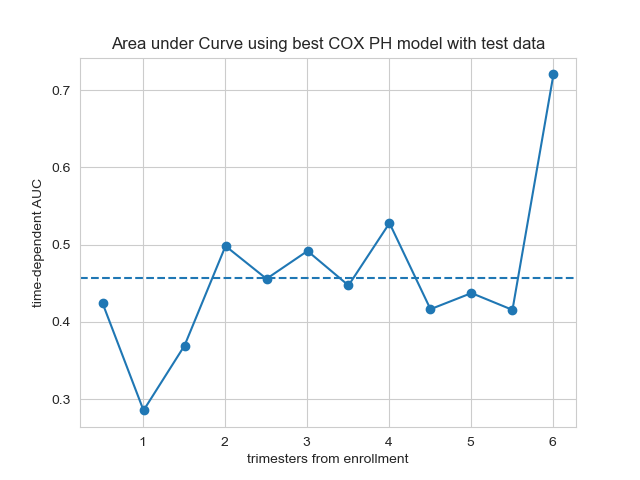 Area under Curve using best COX PH model with test data
time-dependent AUC
0.7
0.6
0.5
0.4
0.3
1 2 3 4 5 6
trimesters from enrollment